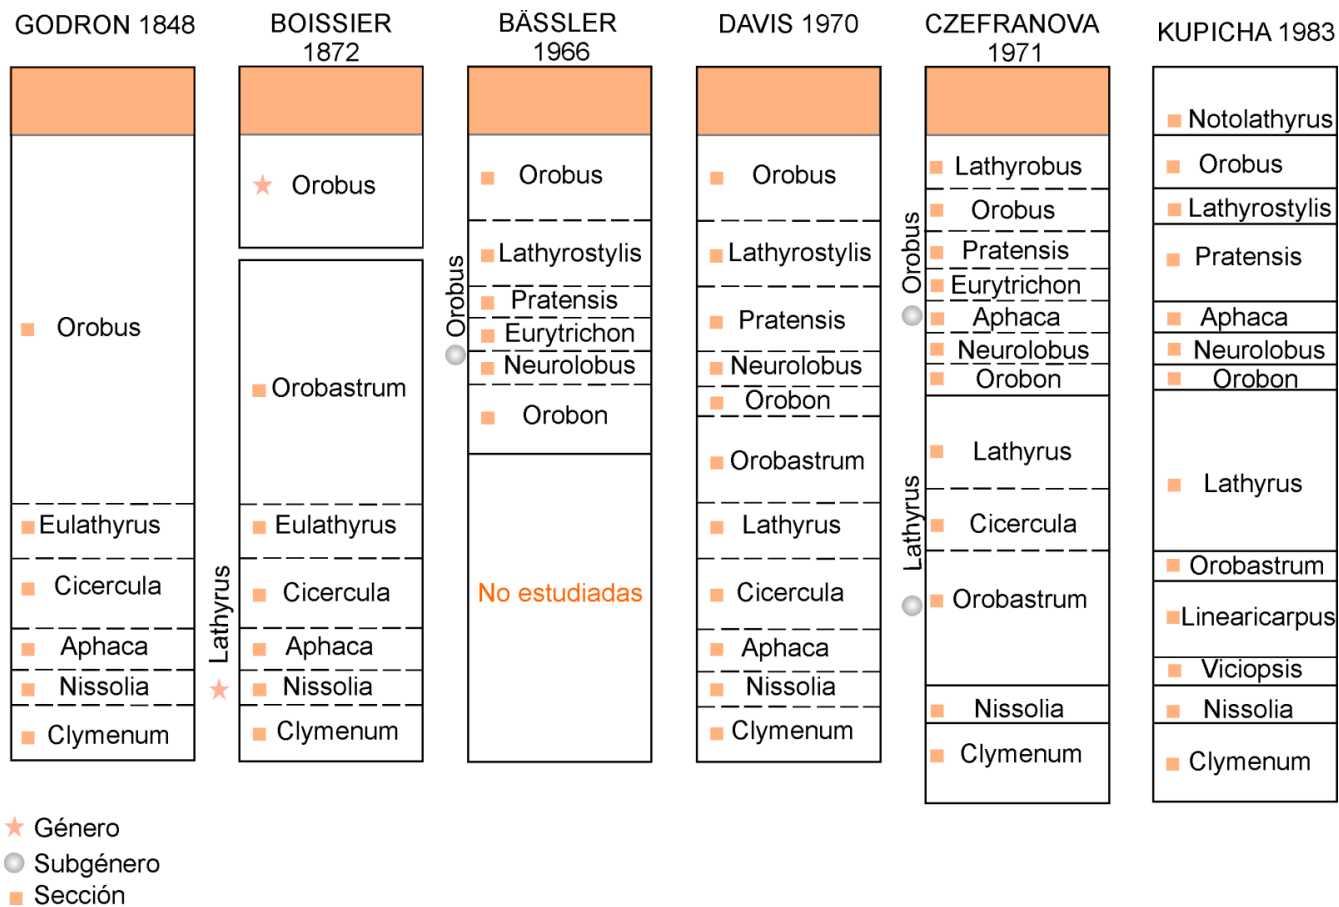 GODRON 1848
Orobus
Eulathyrus
Cicercula
Aphaca
Nissolia
Clymenum
BOISSIER
1872
Orobus
Lathyrus
Orobastrum
Eulathyrus
Cicercula
Aphaca
Nissolia
Clymenum
BÄSSLER
1966
Orobus
Orobus
Lathyrostylis
Pratensis
Eurytrichon
Neurolobus
Orobon
No estudiadas
DAVIS 1970
Orobus
Lathyrostylis
Pratensis
Neurolobus
Orobon
Orobastrum
Lathyrus
Cicercula
Aphaca
Nissolia
Clymenum
CZEFRANOVA
1971
Orobus
Lathyrobus
Orobus
Pratensis
Eurytrichon
Aphaca
Neurolobus
Orobon
Lathyrus
Lathyrus
Cicercula
Orobastrum
Nissolia
Clymenum
KUPICHA 1983
Notolathyrus
Orobus
Lathyrostylis
Pratensis
Aphaca
Neurolobus
Orobon
Lathyrus
Orobastrum
Linearicarpus
Viciopsis
Nissolia
Clymenum
Género
Subgénero
Sección